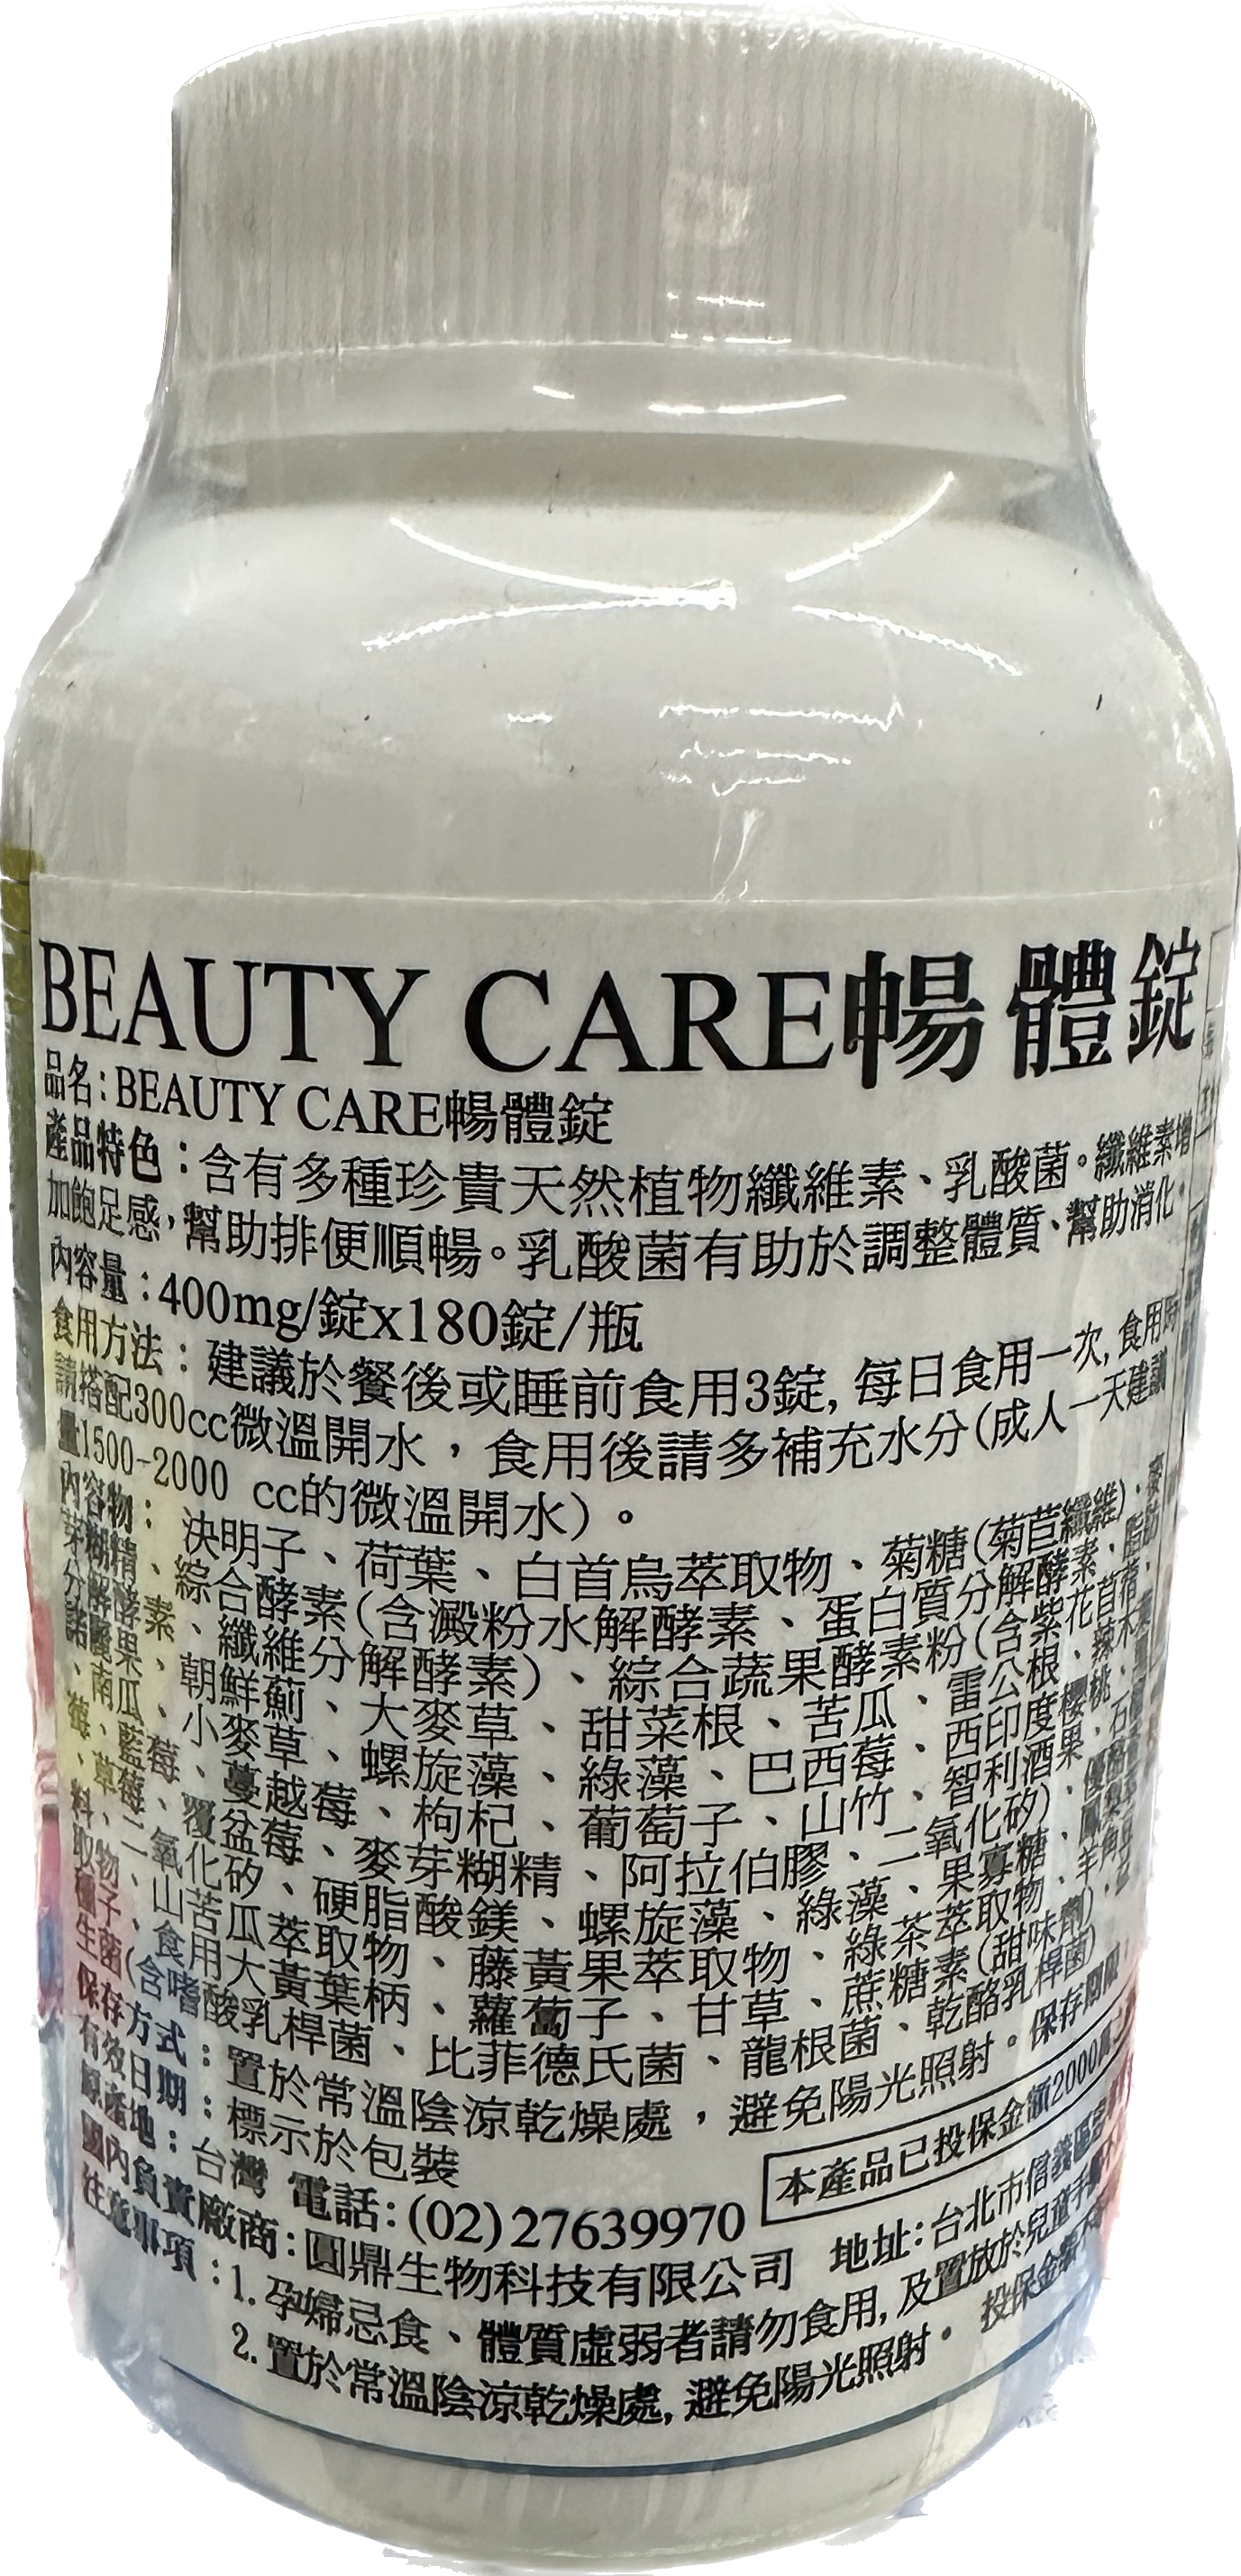 BEAUTY CARE暢體錠
品名:BEAUTY CARE暢體錠
產品特色：含有多種珍貴天然植物纖維素、乳酸菌。纖維素增
加飽足感，幫助排便順暢。乳酸菌有助於調整體質、幫助消化。
內容量：400mg/錠x180錠/瓶
食用方法：建議於餐後或睡前食用3錠, 每日食用一次, 食用時
請搭配300cc微溫開水，食用後請多補充水分(成人一天建議
量1500-2000 cc的微溫開水)。
內容物：決明子、荷葉、白首烏萃取物、菊糖(菊苣纖維)、麥
芽糊精、綜合酵素(含澱粉水解酵素、蛋白質分解酵素、脂肪
分解酵素、纖維分解酵素)、綜合蔬果酵素粉(含紫花苜蓿、
諾麗果、朝鮮薊、大麥草、甜菜根、苦瓜、雷公根、辣木葉、
、南瓜、小麥草、螺旋藻、綠藻、巴西莓、西印度櫻桃、
莓、藍莓、蔓越莓、枸杞、葡萄子、山竹、智利酒果、石榴
、草莓、覆盆莓、麥芽糊精、阿拉伯膠、二氧化矽)、
料、二氧化矽、硬脂酸鎂、螺旋藻、綠藻、果寡糖、
取物、山苦瓜萃取物、藤黃果萃取物、綠茶萃取物、羊角豆
子、食用大黃葉柄、蘿蔔子、甘草、蔗糖素(甜味劑)、益
生菌(含嗜酸乳桿菌、比菲德氏菌、龍根菌、乾酪乳桿菌)
保存方式：置於常溫陰涼乾燥處，避免陽光照射。保存期限:
有效日期：標示於包裝
原產地：台灣 電話:(02)27639970 本產品已投保金額2000萬
國內負責廠商:圓鼎生物科技有限公司 地址:台北市信義區
注意事項：1.孕婦忌食、體質虛弱者請勿食用, 及置放於兒童手
2.置於常溫陰涼乾燥處, 避免陽光照射。 投保金額